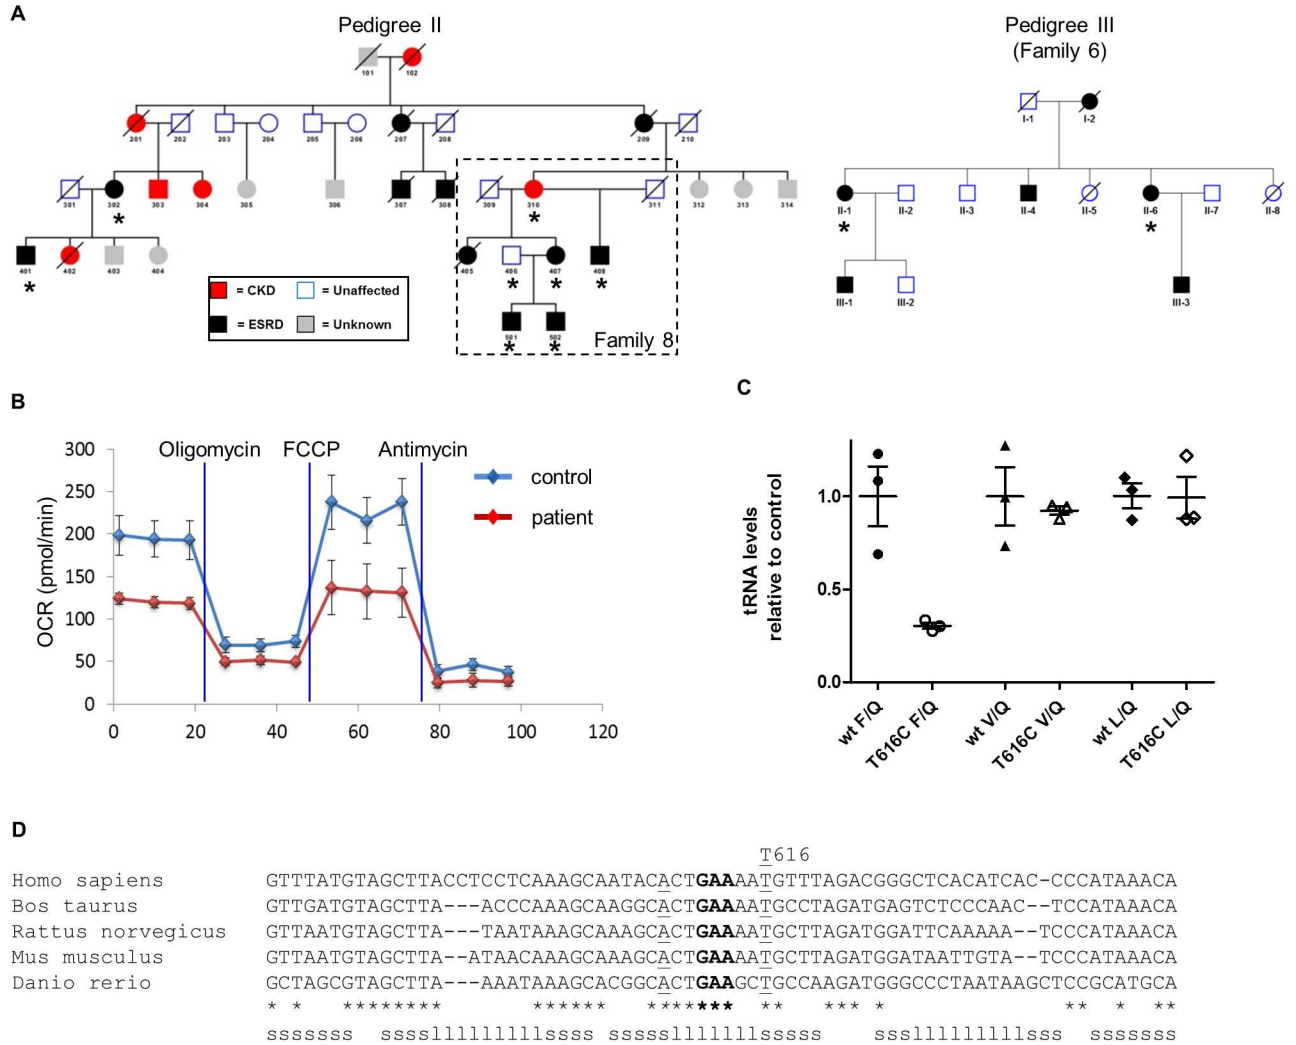 A
Pedigree II
Pedigree III
(Family 6)
101 102
201 202 203 204 205 206 207 208 209 210
301 302 303 304 305 306 307 308 309 310 311 312 313 314
* *
401 402 403 404 405 406 407 408
* * * *
501 502
* *
Family 8
= CKD = Unaffected
= ESRD = Unknown
I-1 I-2
II-1 II-2 II-3 II-4 II-5 II-6 II-7 II-8
* *
III-1 III-2 III-3
B
Oligomycin FCCP Antimycin
OCR (pmol/min)
300
250
200
150
100
50
0
0 20 40 60 80 100 120
control
patient
C
tRNA levels
relative to control
1.0
0.5
0.0
wt F/Q
T616C F/Q
wt V/Q
T616C V/Q
wt L/Q
T616C L/Q
D
T616
Homo sapiens GTTTATGTAGCTTACCTCCTCAAAGCAATACACTGAAAATGTTTAGACGGGCTCACATCAC-CCCATAAACA
Bos taurus GTTGATGTAGCTTA---ACCCAAAGCAAGGCACTGAAAATGCCTAGATGAGTCTCCCAAC--TCCATAAACA
Rattus norvegicus GTTAATGTAGCTTA---TAATAAAGCAAAGCACTGAAAATGCTTAGATGGATTCAAAAA--TCCCATAAACA
Mus musculus GTTAATGTAGCTTA---ATAACAAAGCAAAGCACTGAAAATGCTTAGATGGATAATTGTA--TCCCATAAACA
Danio rerio GCTAGCGTAGCTTA---AAATAAAGCACGGCACTGAAGCTGCCAAGATGGGCCCTAATAAGCTCCGCATGCA
* * ******** ****** ******* ** *** * ** * **
sssssss ssssllllllllllssss ssssslllllllsssss ssslllllllllsss sssssss